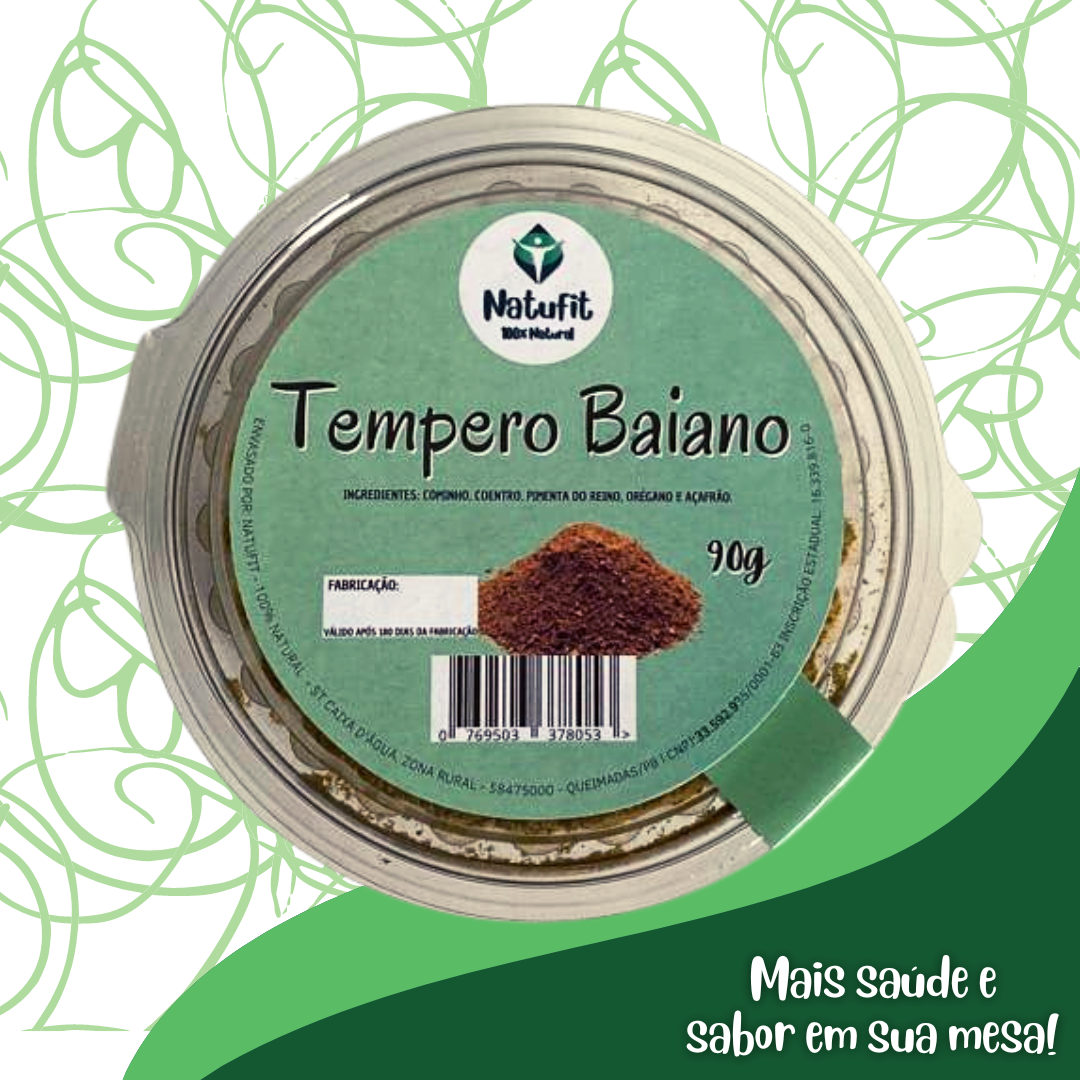 Natufit
100% Natural
Tempero Baiano
INGREDIENTES: COMINHO, COENTRO, PIMENTA DO REINO, ORÉGANO E AÇAFRÃO.
90g
FABRICAÇÃO:
VÁLIDO APÓS 180 DIAS DA FABRICAÇÃO
0 769503 378053 >
ENVASADO POR: NATUFIT - 100% NATURAL - ST CAIXA D'ÁGUA, ZONA RURAL - 58475000 - QUEIMADAS/PB | CNPJ:33.592.935/0001-63 INSCRIÇÃO ESTADUAL: 16.339.816-0
Mais saúde e
sabor em sua mesa!